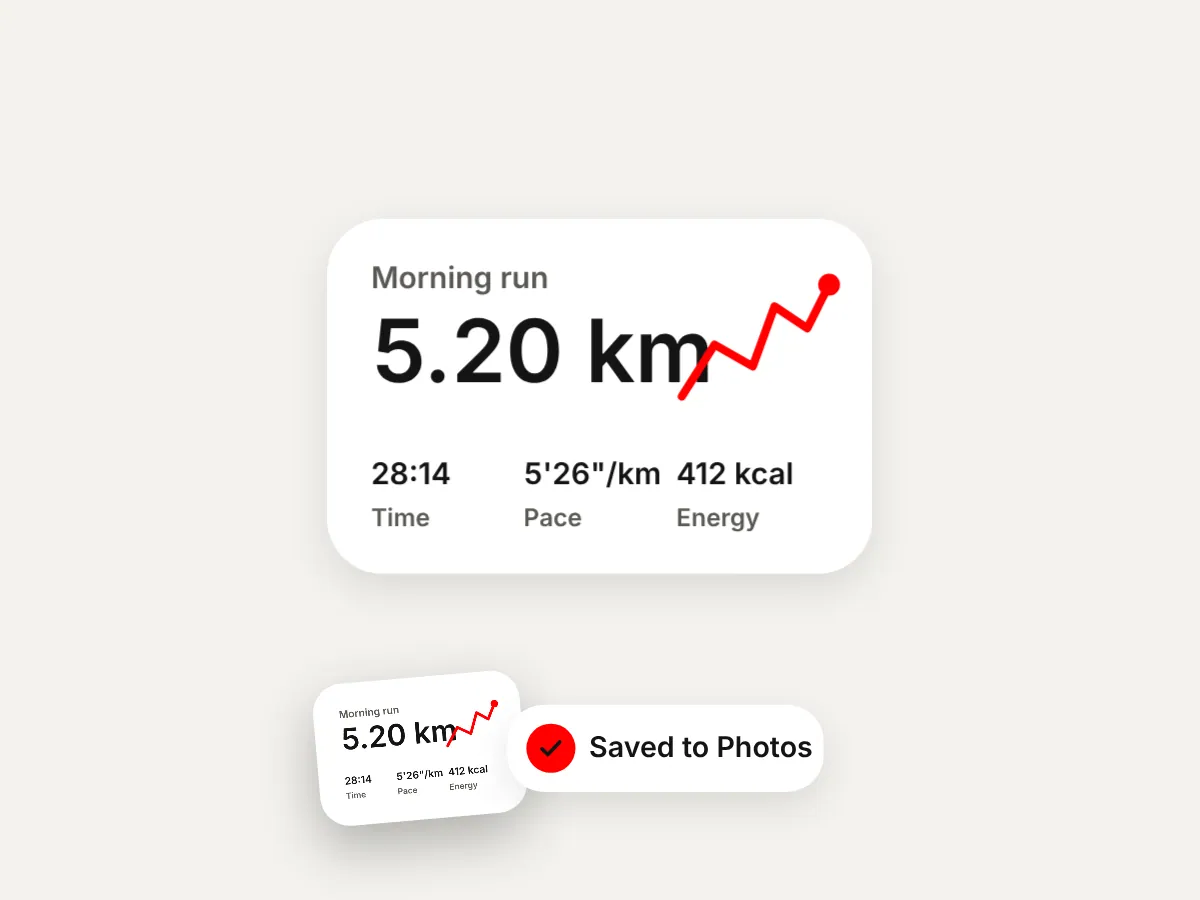 Morning run
5.20 km
28:14 5'26"/km 412 kcal
Time Pace Energy
Morning run
5.20 km
28:14 5'26"/km 412 kcal
Time Pace Energy
Saved to Photos